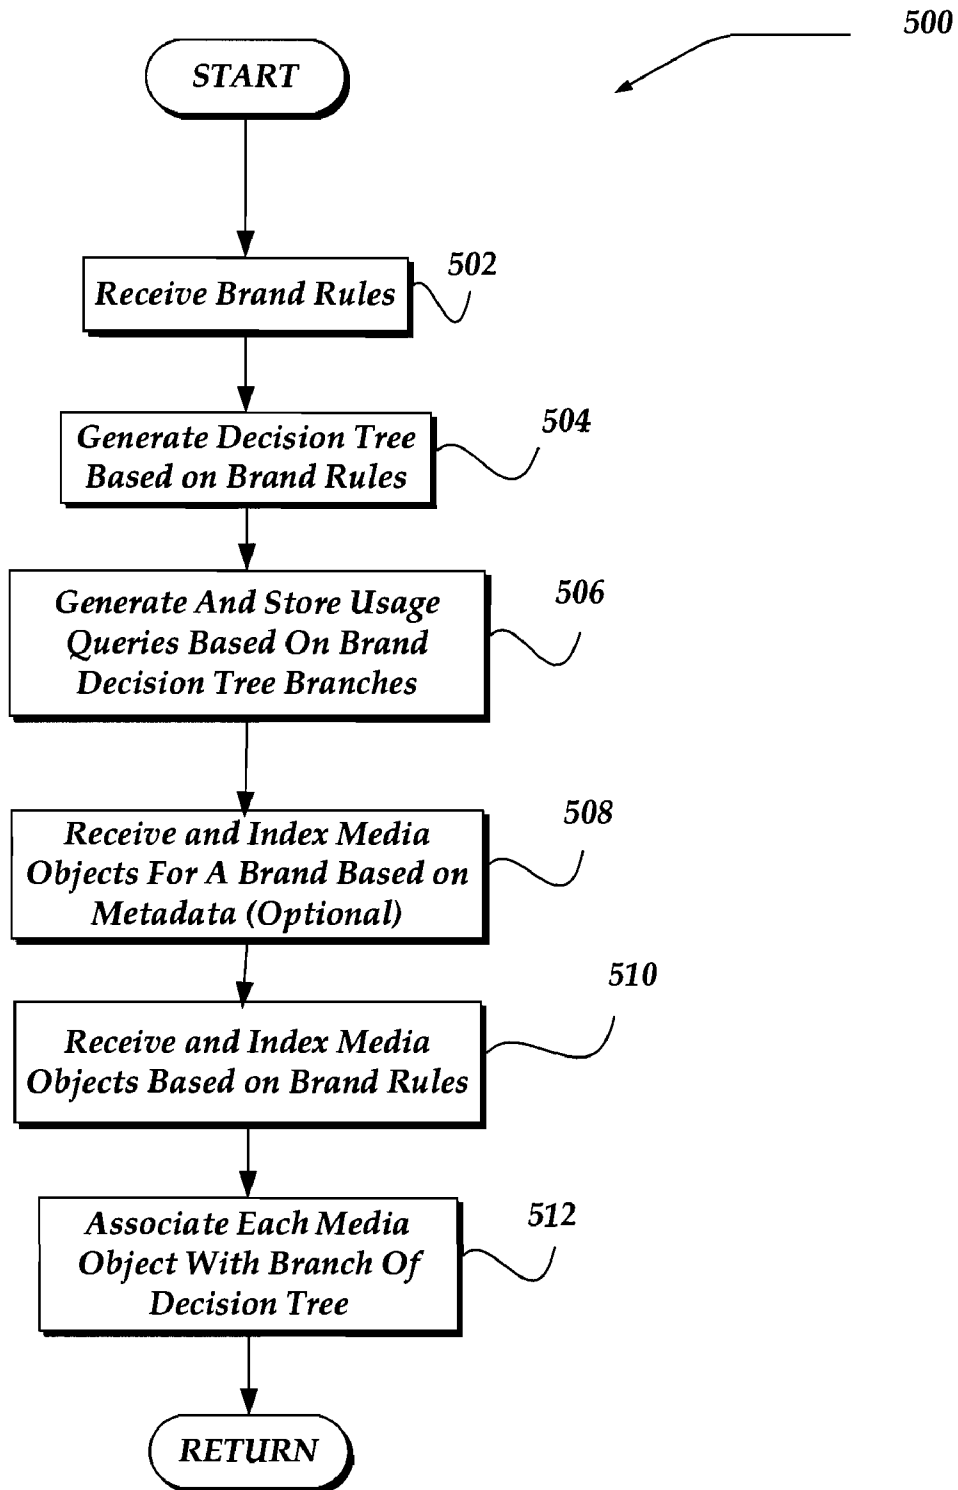 500
START
502
Receive Brand Rules
504
Generate Decision Tree
Based on Brand Rules
506
Generate And Store Usage
Queries Based On Brand
Decision Tree Branches
508
Receive and Index Media
Objects For A Brand Based on
Metadata (Optional)
510
Receive and Index Media
Objects Based on Brand Rules
512
Associate Each Media
Object With Branch Of
Decision Tree
RETURN